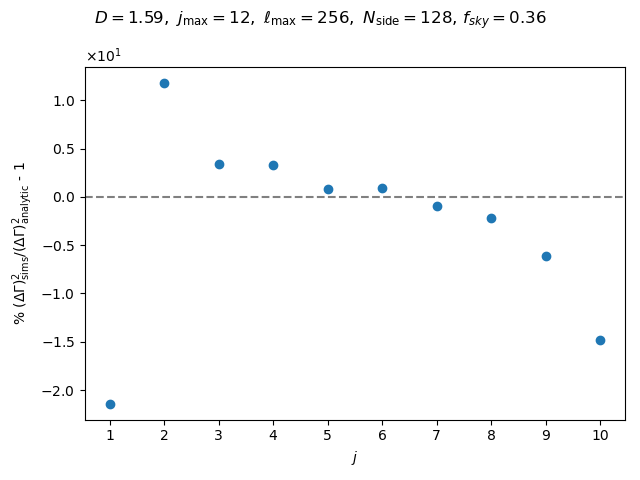 D = 1.59, j_max = 12, ℓ_max = 256, N_side = 128, f_sky = 0.36
×10¹
1.0
0.5
0.0
−0.5
−1.0
−1.5
−2.0
% (ΔΓ)²_sims/(ΔΓ)²_analytic - 1
1 2 3 4 5 6 7 8 9 10
j